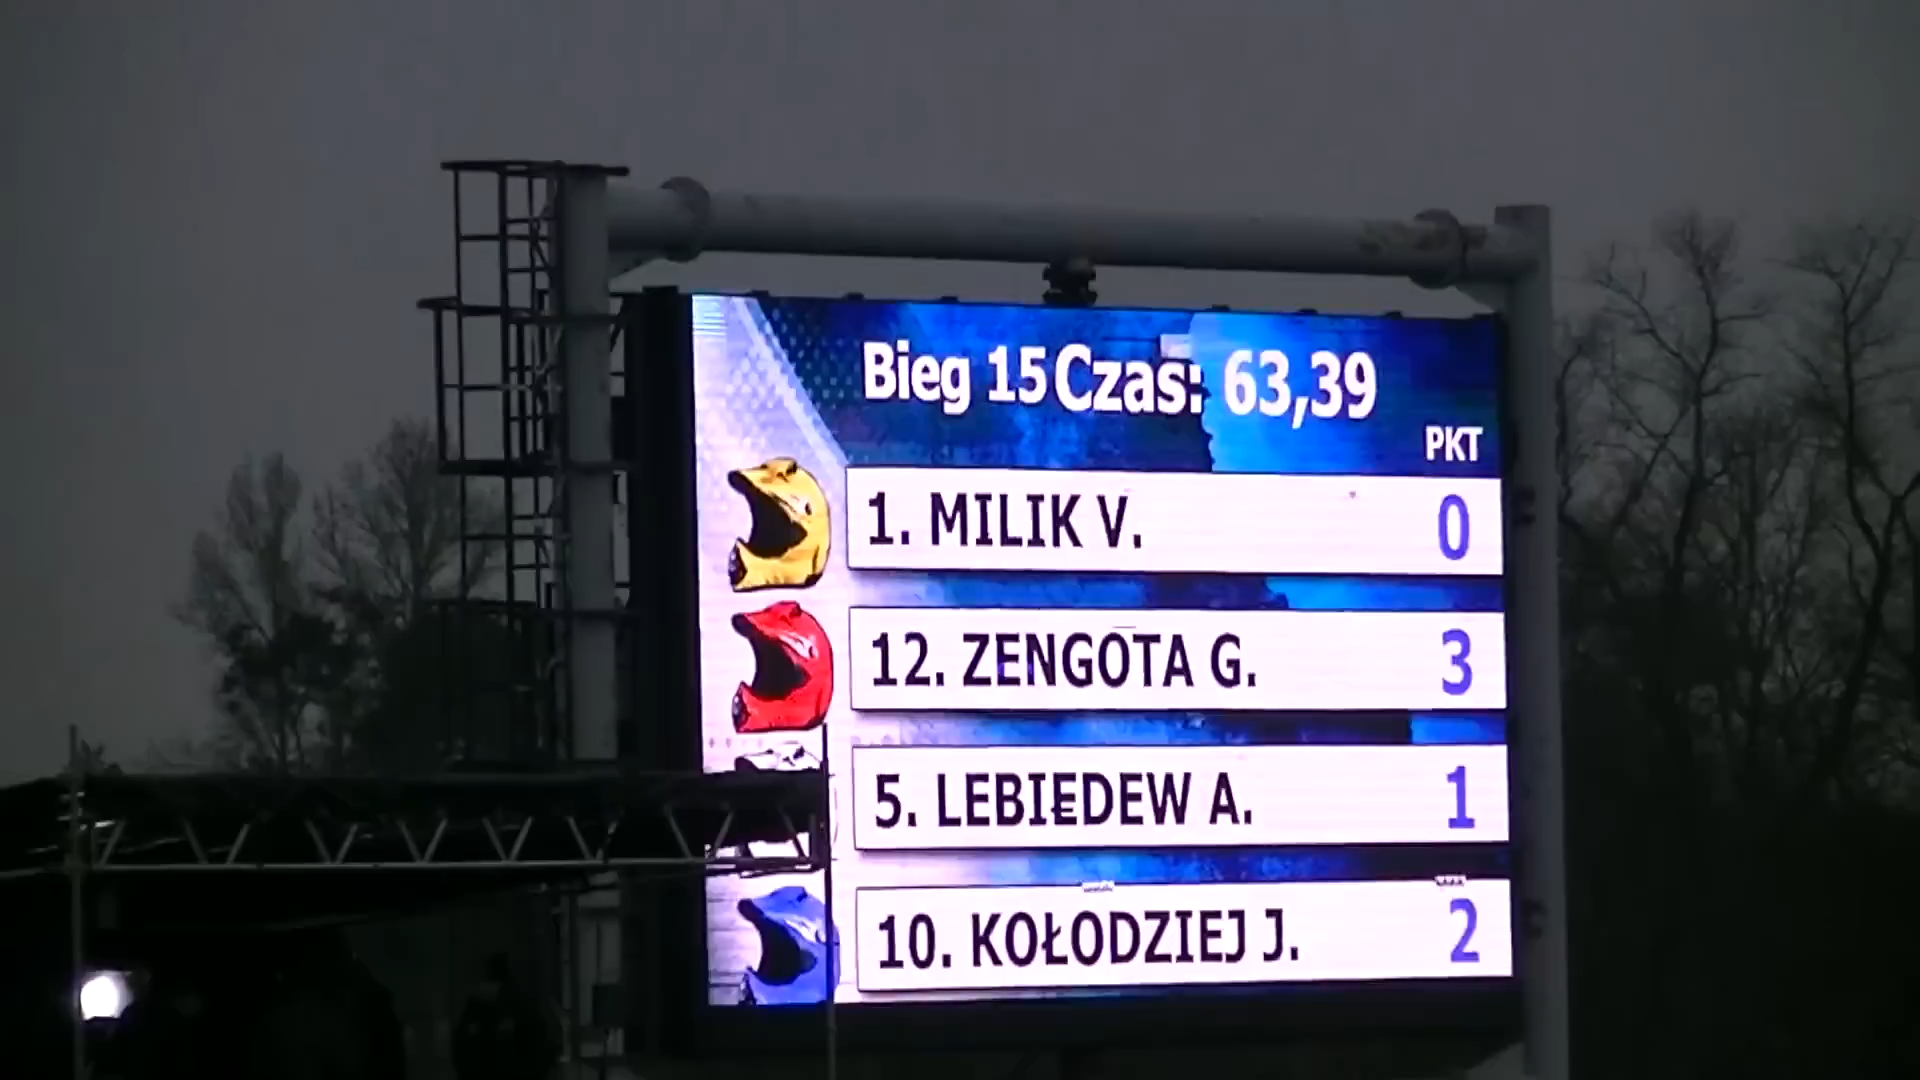 Bieg 15 Czas: 63,39
PKT
1. MILIK V. 0
12. ZENGOTA G. 3
5. LEBIEDEW A. 1
10. KOŁODZIEJ J. 2